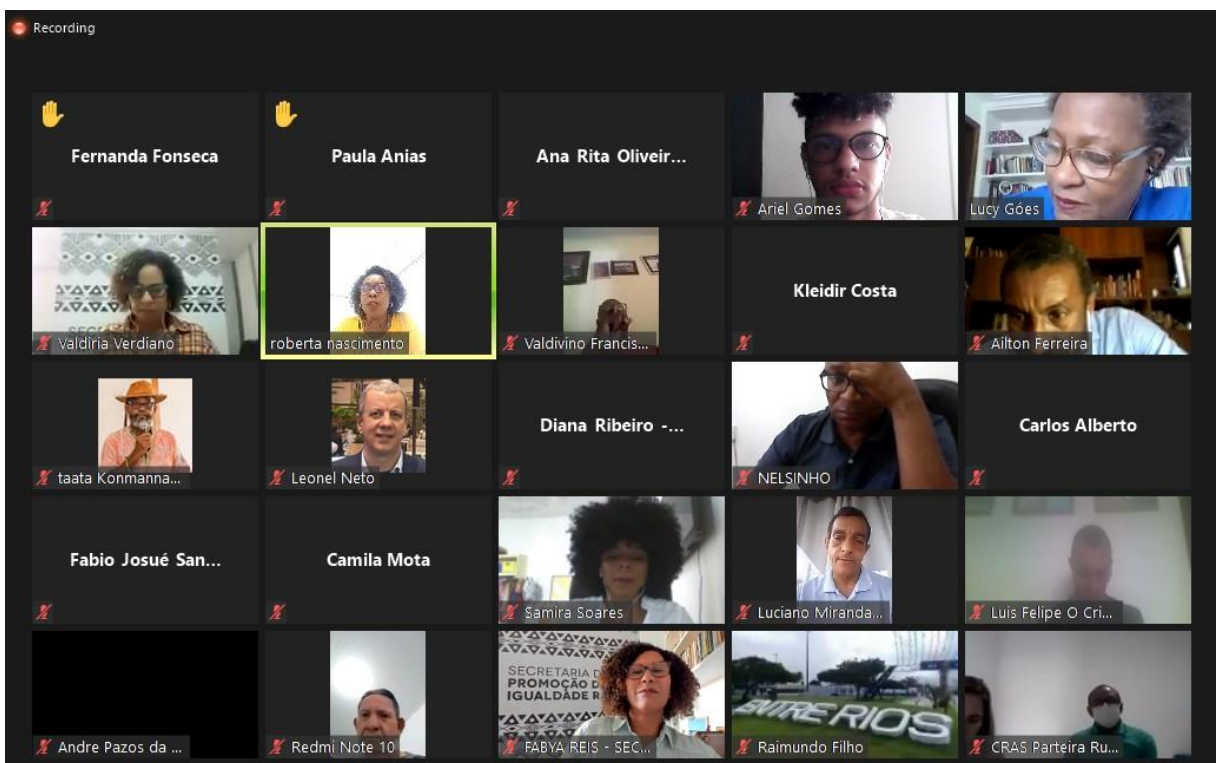 Recording
Fernanda Fonseca
Paula Anias
Ana Rita Oliveir...
Ariel Gomes
Lucy Góes
Valdiria Verdiano
roberta nascimento
Valdivino Francis...
Kleidir Costa
Ailton Ferreira
taata Konmanna...
Leonel Neto
Diana Ribeiro -...
NELSINHO
Carlos Alberto
Fabio Josué San...
Camila Mota
Samira Soares
Luciano Miranda...
Luis Felipe O Cri...
Andre Pazos da ...
Redmi Note 10
SECRETARIA D
PROMOÇÃO D
IGUALDADE R
FABYA REIS - SEC...
ENTRE RIOS
Raimundo Filho
CRAS Parteira Ru...